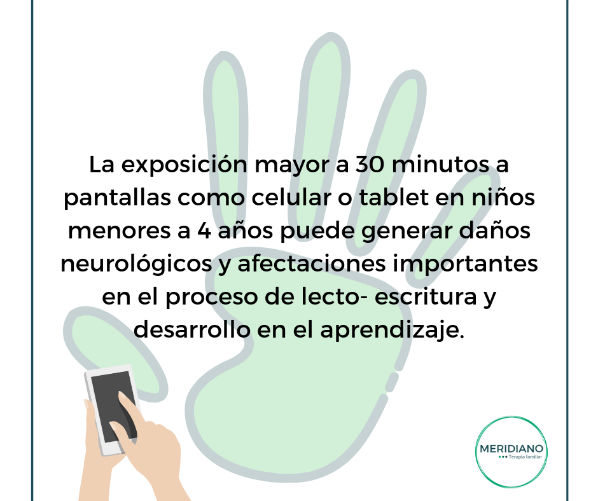 La exposición mayor a 30 minutos a
pantallas como celular o tablet en niños
menores a 4 años puede generar daños
neurológicos y afectaciones importantes
en el proceso de lecto- escritura y
desarrollo en el aprendizaje.
MERIDIANO
Terapia familiar